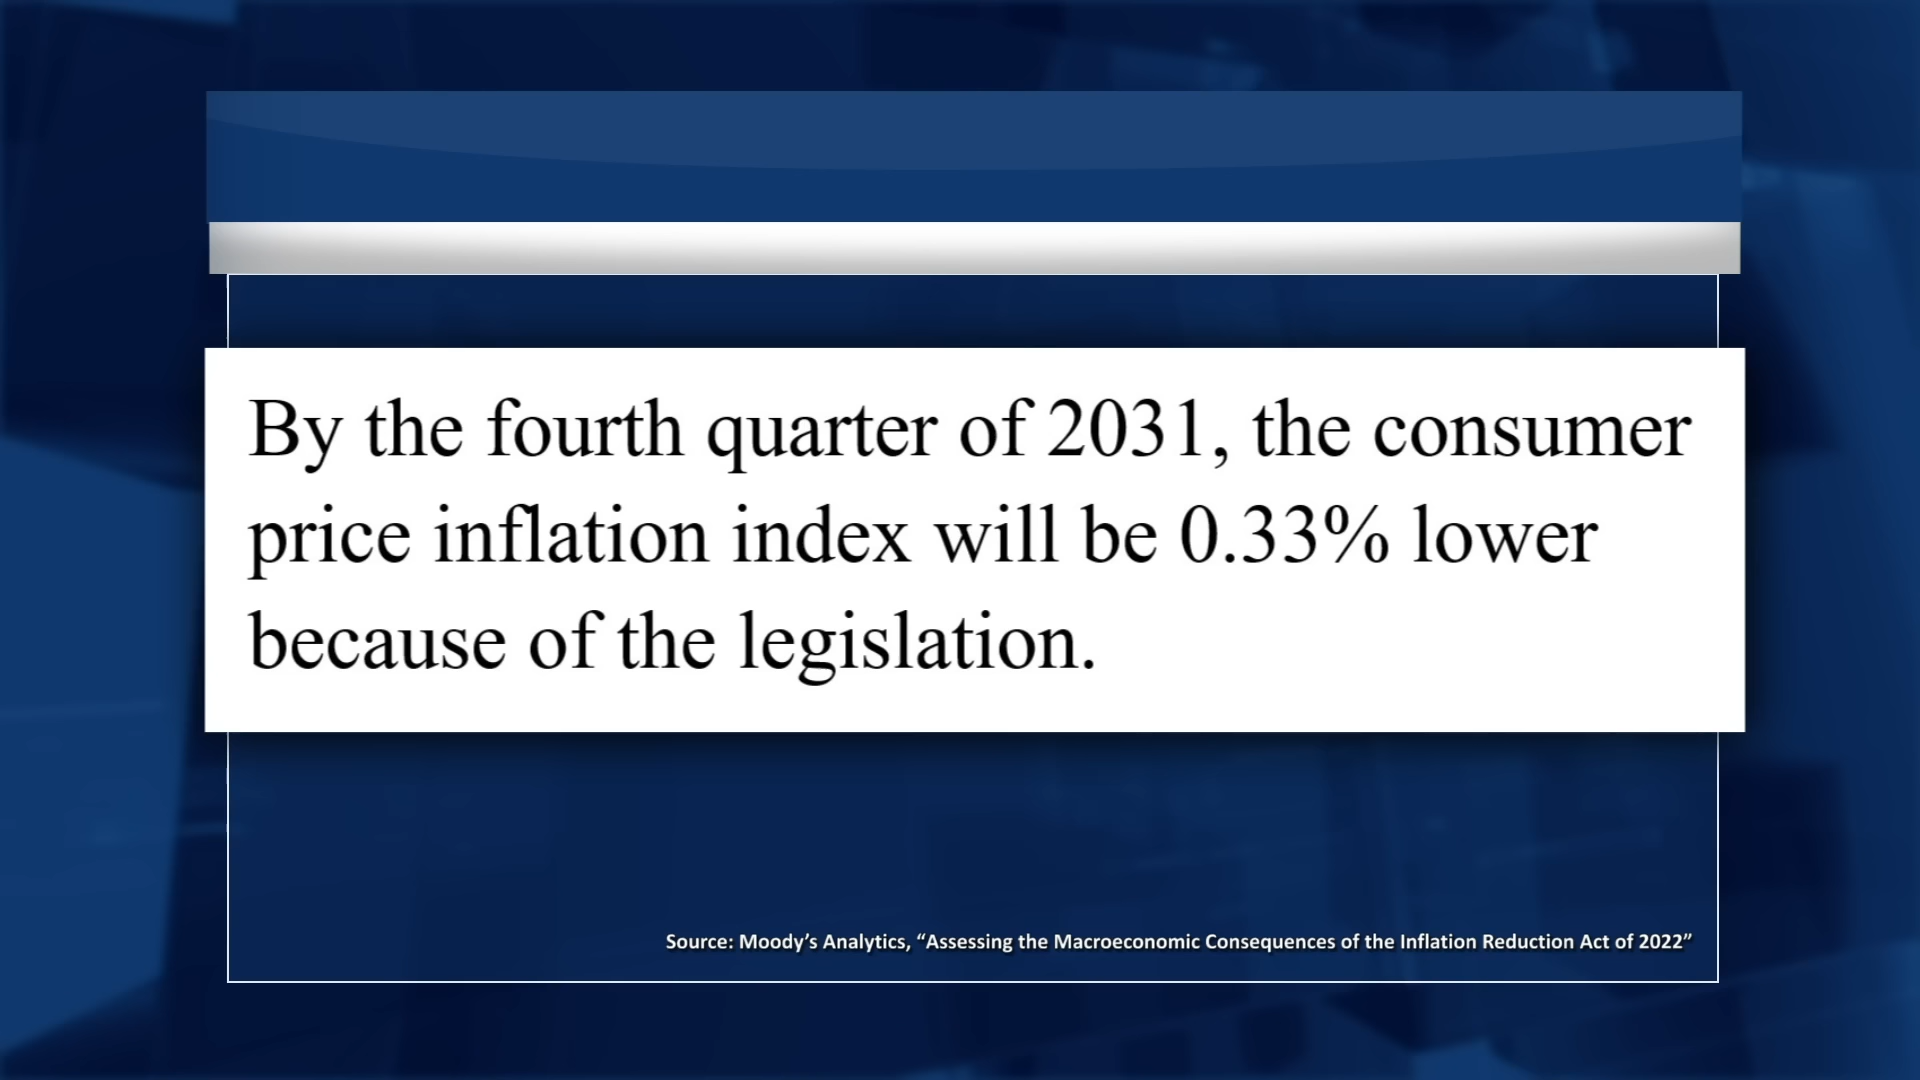 By the fourth quarter of 2031, the consumer
price inflation index will be 0.33% lower
because of the legislation.
Source: Moody’s Analytics, “Assessing the Macroeconomic Consequences of the Inflation Reduction Act of 2022”